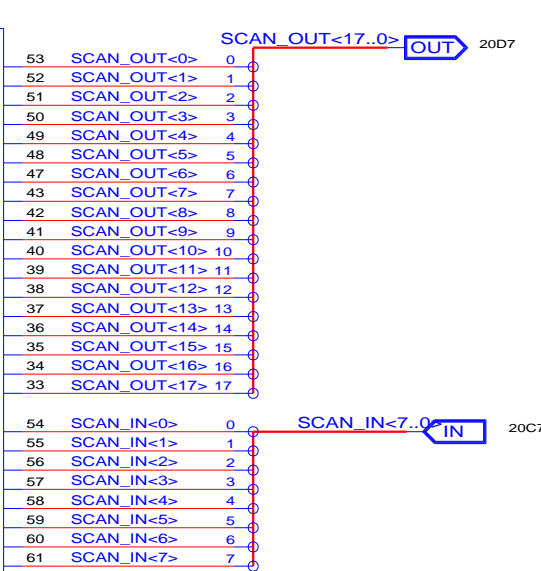 SCAN_OUT<17..0> OUT 20D7
53 SCAN_OUT<0> 0
52 SCAN_OUT<1> 1
51 SCAN_OUT<2> 2
50 SCAN_OUT<3> 3
49 SCAN_OUT<4> 4
48 SCAN_OUT<5> 5
47 SCAN_OUT<6> 6
43 SCAN_OUT<7> 7
42 SCAN_OUT<8> 8
41 SCAN_OUT<9> 9
40 SCAN_OUT<10> 10
39 SCAN_OUT<11> 11
38 SCAN_OUT<12> 12
37 SCAN_OUT<13> 13
36 SCAN_OUT<14> 14
35 SCAN_OUT<15> 15
34 SCAN_OUT<16> 16
33 SCAN_OUT<17> 17
54 SCAN_IN<0> 0 SCAN_IN<7..0> IN 20C7
55 SCAN_IN<1> 1
56 SCAN_IN<2> 2
57 SCAN_IN<3> 3
58 SCAN_IN<4> 4
59 SCAN_IN<5> 5
60 SCAN_IN<6> 6
61 SCAN_IN<7> 7